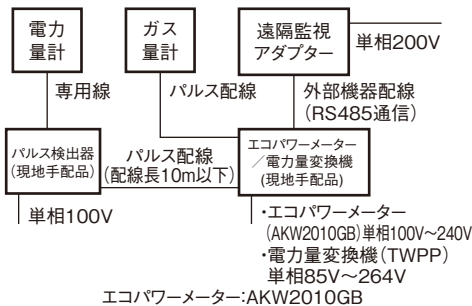 電力
量計
ガス
量計
遠隔監視
アダプター
単相200V
専用線
パルス配線
外部機器配線
(RS485通信)
パルス検出器
(現地手配品)
パルス配線
(配線長10m以下)
エコパワーメーター
／電力量変換機
(現地手配品)
単相100V
・エコパワーメーター
(AKW2010GB)単相100V～240V
・電力量変換機(TWPP)
単相85V～264V
エコパワーメーター:AKW2010GB